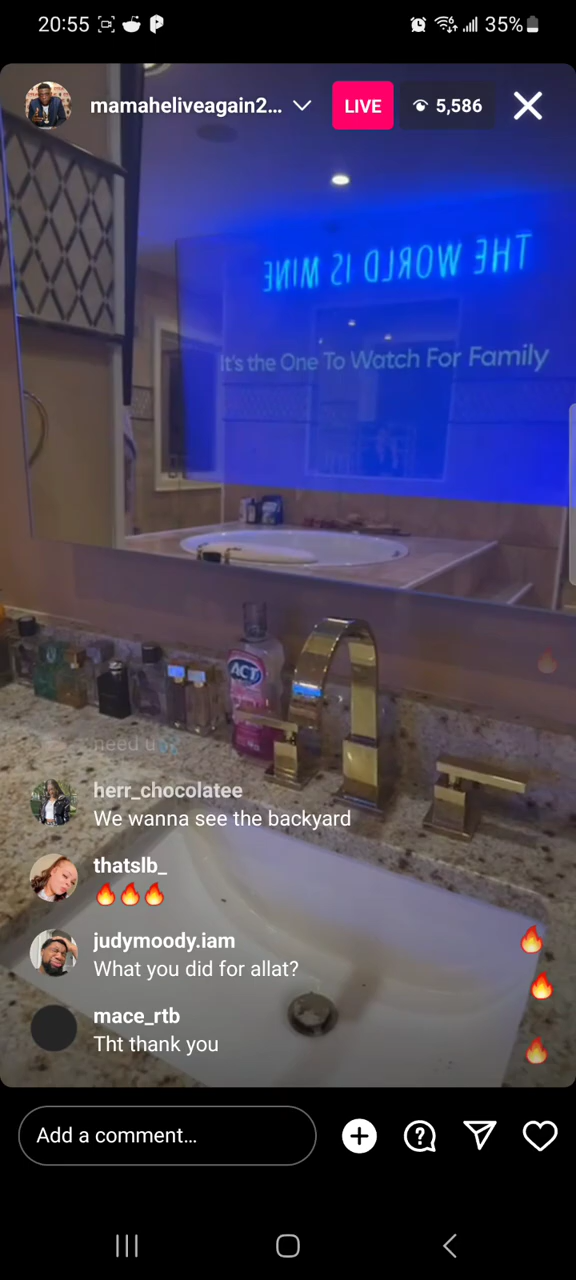 20:55
35%
mamaheliveagain2...
LIVE
5,586
THE WORLD IS MINE
It's the One To Watch For Family
ACT
need u
herr_chocolatee
We wanna see the backyard
thatslb_
🔥🔥🔥
judymoody.iam
What you did for allat?
mace_rtb
Tht thank you
Add a comment...